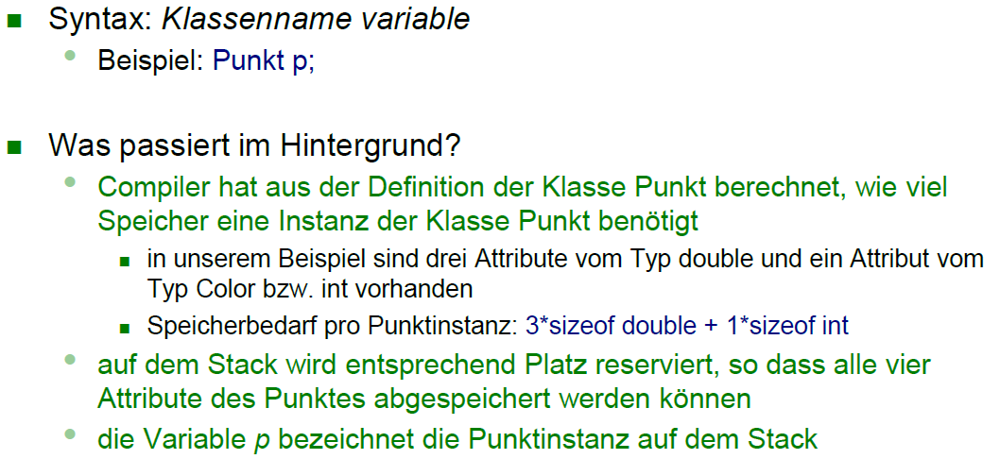 Syntax: Klassenname variable
Beispiel: Punkt p;
Was passiert im Hintergrund?
Compiler hat aus der Definition der Klasse Punkt berechnet, wie viel
Speicher eine Instanz der Klasse Punkt benötigt
in unserem Beispiel sind drei Attribute vom Typ double und ein Attribut vom
Typ Color bzw. int vorhanden
Speicherbedarf pro Punktinstanz: 3*sizeof double + 1*sizeof int
auf dem Stack wird entsprechend Platz reserviert, so dass alle vier
Attribute des Punktes abgespeichert werden können
die Variable p bezeichnet die Punktinstanz auf dem Stack